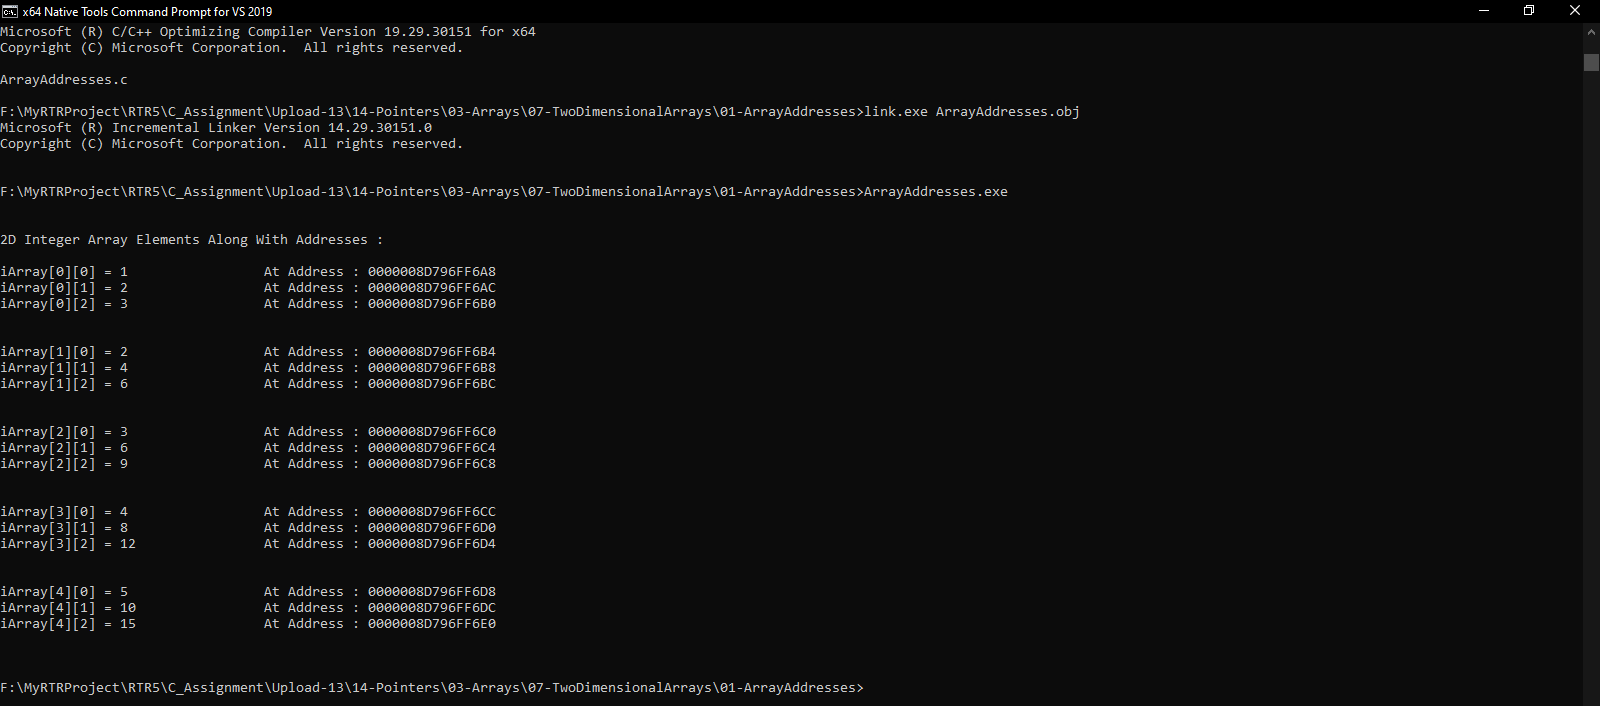 x64 Native Tools Command Prompt for VS 2019
Microsoft (R) C/C++ Optimizing Compiler Version 19.29.30151 for x64
Copyright (C) Microsoft Corporation.  All rights reserved.
ArrayAddresses.c
F:\MyRTRProject\RTR5\C_Assignment\Upload-13\14-Pointers\03-Arrays\07-TwoDimensionalArrays\01-ArrayAddresses>link.exe ArrayAddresses.obj
Microsoft (R) Incremental Linker Version 14.29.30151.0
Copyright (C) Microsoft Corporation.  All rights reserved.
F:\MyRTRProject\RTR5\C_Assignment\Upload-13\14-Pointers\03-Arrays\07-TwoDimensionalArrays\01-ArrayAddresses>ArrayAddresses.exe
2D Integer Array Elements Along With Addresses :
iArray[0][0] = 1                 At Address : 0000008D796FF6A8
iArray[0][1] = 2                 At Address : 0000008D796FF6AC
iArray[0][2] = 3                 At Address : 0000008D796FF6B0
iArray[1][0] = 2                 At Address : 0000008D796FF6B4
iArray[1][1] = 4                 At Address : 0000008D796FF6B8
iArray[1][2] = 6                 At Address : 0000008D796FF6BC
iArray[2][0] = 3                 At Address : 0000008D796FF6C0
iArray[2][1] = 6                 At Address : 0000008D796FF6C4
iArray[2][2] = 9                 At Address : 0000008D796FF6C8
iArray[3][0] = 4                 At Address : 0000008D796FF6CC
iArray[3][1] = 8                 At Address : 0000008D796FF6D0
iArray[3][2] = 12                At Address : 0000008D796FF6D4
iArray[4][0] = 5                 At Address : 0000008D796FF6D8
iArray[4][1] = 10                At Address : 0000008D796FF6DC
iArray[4][2] = 15                At Address : 0000008D796FF6E0
F:\MyRTRProject\RTR5\C_Assignment\Upload-13\14-Pointers\03-Arrays\07-TwoDimensionalArrays\01-ArrayAddresses>